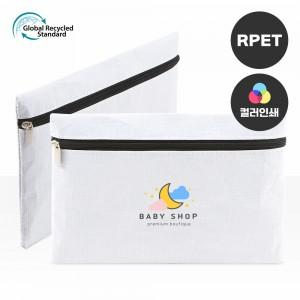 Global Recycled
Standard
RPET
컬러인쇄
BABY SHOP
premium boutique